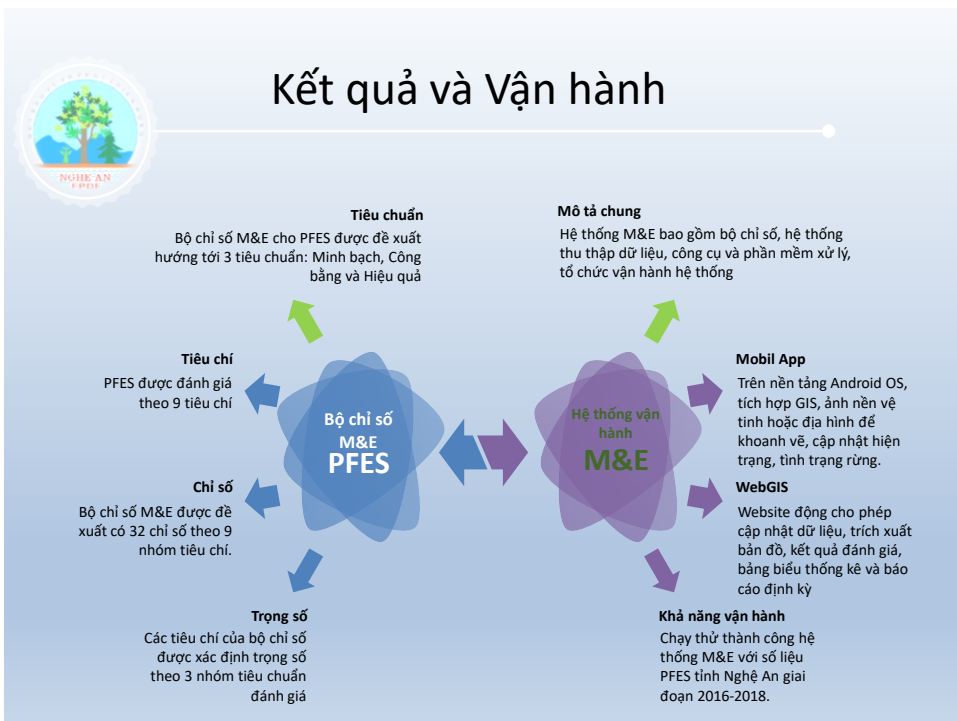 Kết quả và Vận hành
NGHE AN
FPDF
Tiêu chuẩn
Bộ chỉ số M&E cho PFES được đề xuất
hướng tới 3 tiêu chuẩn: Minh bạch, Công
bằng và Hiệu quả
Tiêu chí
PFES được đánh giá
theo 9 tiêu chí
Chỉ số
Bộ chỉ số M&E được đề
xuất có 32 chỉ số theo 9
nhóm tiêu chí.
Trọng số
Các tiêu chí của bộ chỉ số
được xác định trọng số
theo 3 nhóm tiêu chuẩn
đánh giá
Bộ chỉ số
M&E
PFES
Hệ thống vận
hành
M&E
Mô tả chung
Hệ thống M&E bao gồm bộ chỉ số, hệ thống
thu thập dữ liệu, công cụ và phần mềm xử lý,
tổ chức vận hành hệ thống
Mobil App
Trên nền tảng Android OS,
tích hợp GIS, ảnh nền vệ
tinh hoặc địa hình để
khoanh vẽ, cập nhật hiện
trạng, tình trạng rừng.
WebGIS
Website động cho phép
cập nhật dữ liệu, trích xuất
bản đồ, kết quả đánh giá,
bảng biểu thống kê và báo
cáo định kỳ
Khả năng vận hành
Chạy thử thành công hệ
thống M&E với số liệu
PFES tỉnh Nghệ An giai
đoạn 2016-2018.